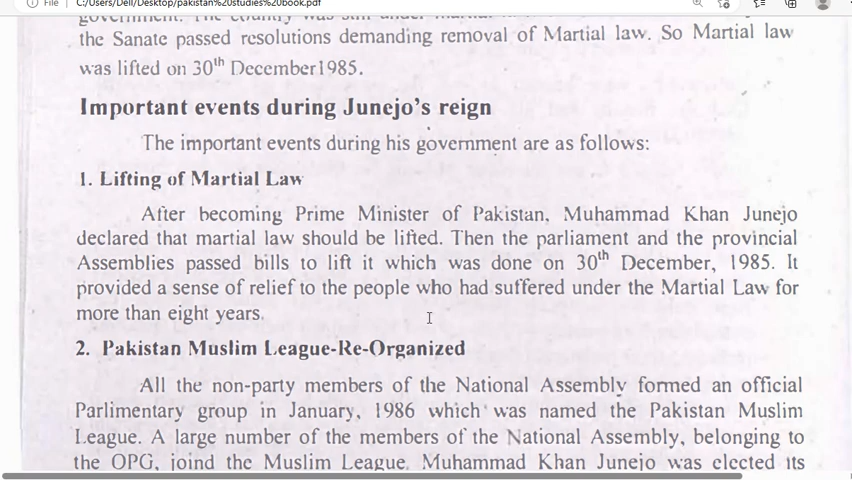 File
C:/Users/Dell/Desktop/pakistan%20studies%20book.pdf
the Sanate passed resolutions demanding removal of Martial law. So Martial law
was lifted on 30th December1985.
Important events during Junejo's reign
The important events during his government are as follows:
1. Lifting of Martial Law
After becoming Prime Minister of Pakistan, Muhammad Khan Junejo
declared that martial law should be lifted. Then the parliament and the provincial
Assemblies passed bills to lift it which was done on 30th December, 1985. It
provided a sense of relief to the people who had suffered under the Martial Law for
more than eight years.
2. Pakistan Muslim League-Re-Organized
All the non-party members of the National Assembly formed an official
Parlimentary group in January, 1986 which was named the Pakistan Muslim
League. A large number of the members of the National Assembly, belonging to
the OPG, joind the Muslim League. Muhammad Khan Junejo was elected its